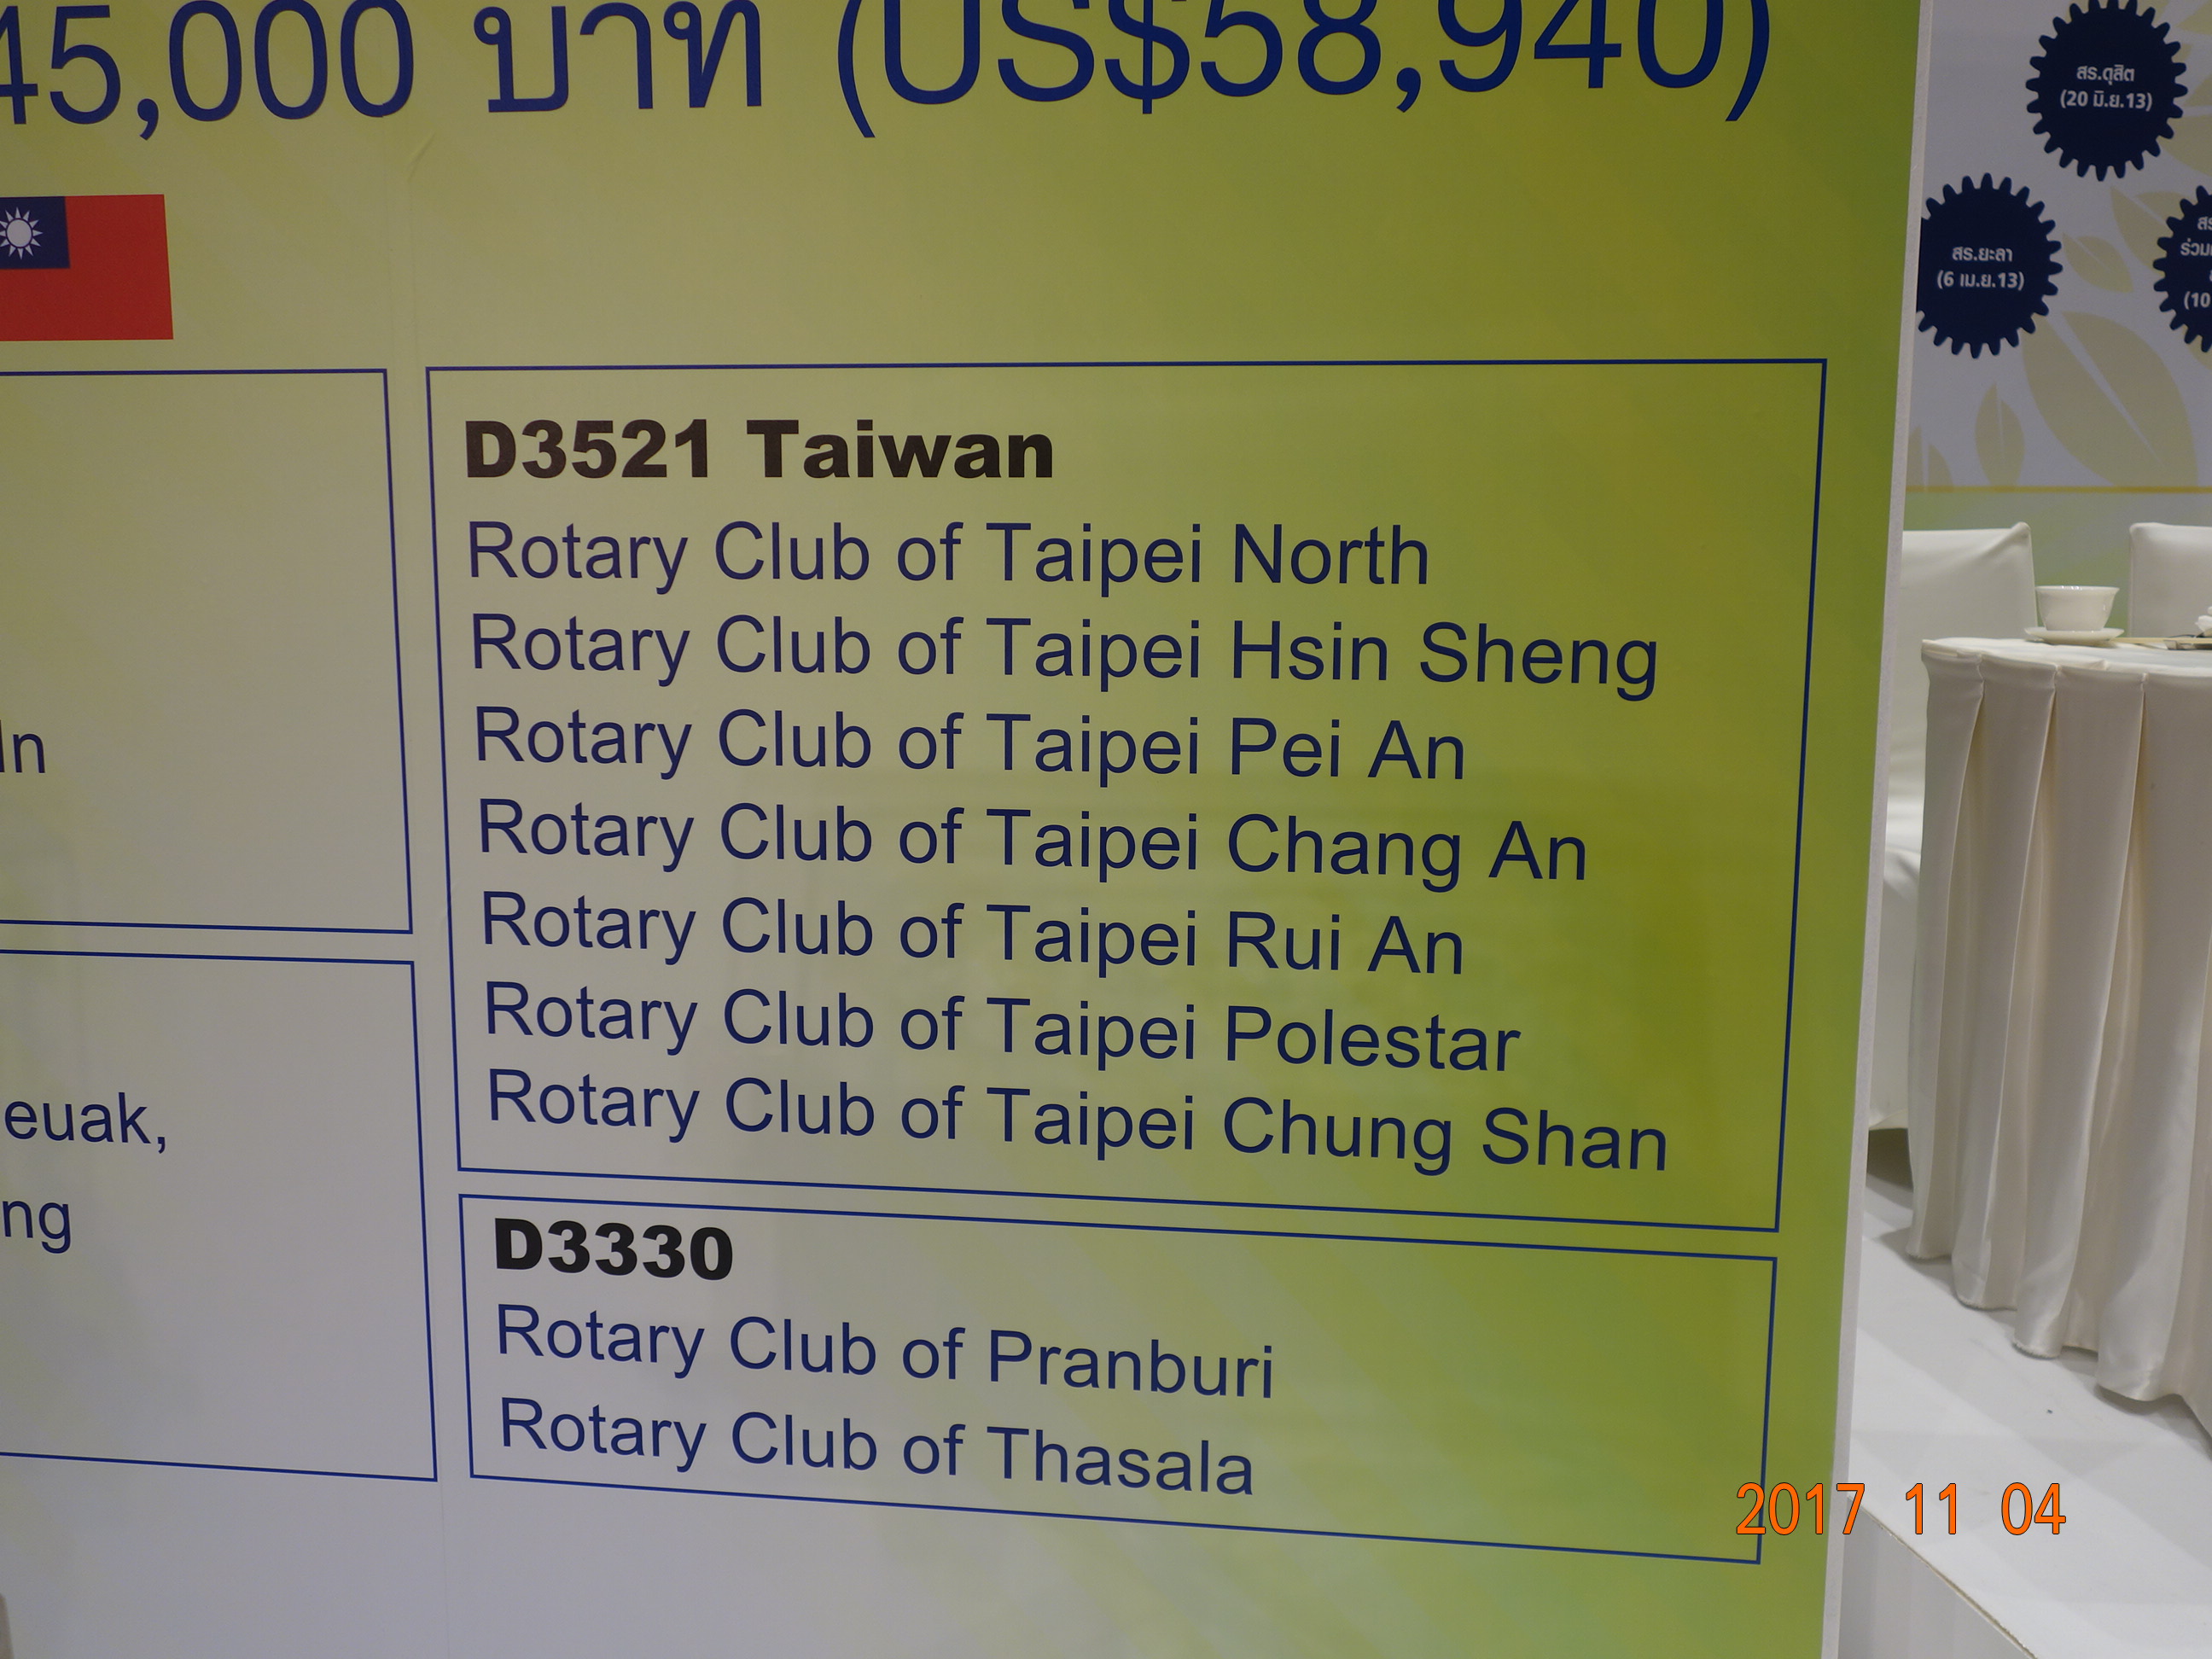 45,000 บาท (US$58,940)
สร.ดุสิต
(20 มิ.ย.13)
สร.ยะลา
(6 เม.ย.13)
D3521 Taiwan
Rotary Club of Taipei North
Rotary Club of Taipei Hsin Sheng
Rotary Club of Taipei Pei An
Rotary Club of Taipei Chang An
Rotary Club of Taipei Rui An
Rotary Club of Taipei Polestar
Rotary Club of Taipei Chung Shan
D3330
Rotary Club of Pranburi
Rotary Club of Thasala
2017 11 04